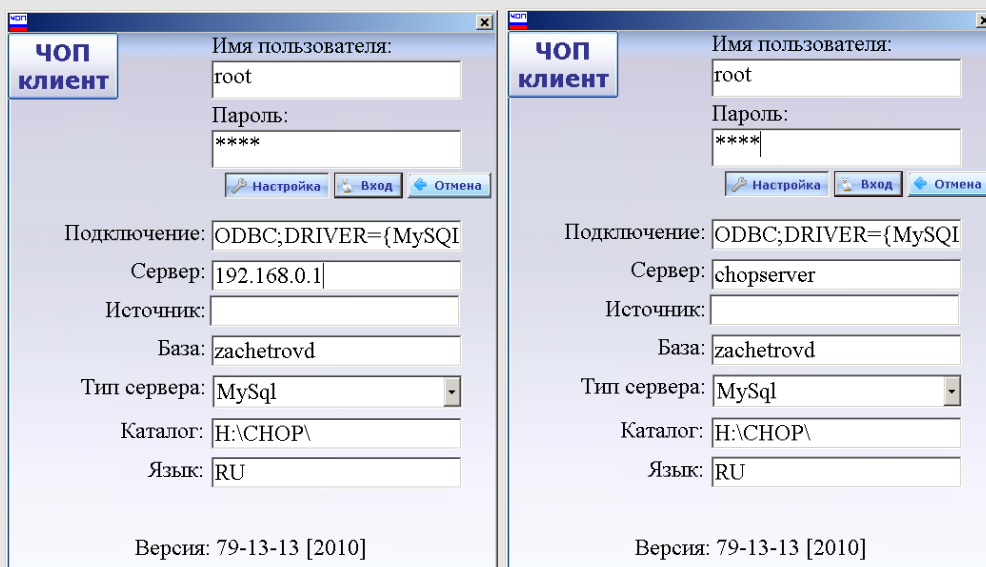 ЧОП
клиент
Имя пользователя:
root
Пароль:
****
Настройка
Вход
Отмена
Подключение: ODBC;DRIVER={MySQl
Сервер: 192.168.0.1
Источник:
База: zachetrovd
Тип сервера: MySql
Каталог: H:\CHOP\
Язык: RU
Версия: 79-13-13 [2010]
ЧОП
клиент
Имя пользователя:
root
Пароль:
****
Настройка
Вход
Отмена
Подключение: ODBC;DRIVER={MySQl
Сервер: chopserver
Источник:
База: zachetrovd
Тип сервера: MySql
Каталог: H:\CHOP\
Язык: RU
Версия: 79-13-13 [2010]